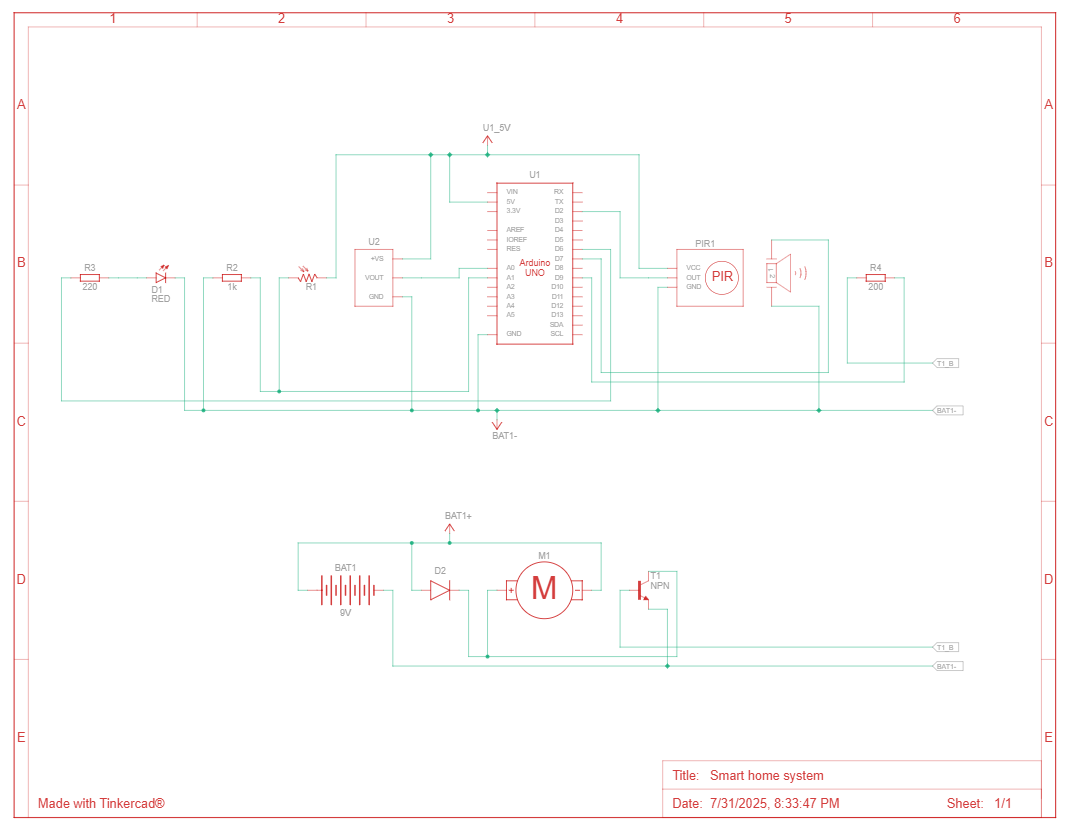 1 2 3 4 5 6
A A
U1_5V
U1
VIN RX
5V TX
3.3V D2
D3
AREF D4
IOREF D5
RES D6
D7
A0 D8
A1 D9
A2 D10
A3 D11
A4 D12
A5 D13
SDA
GND SCL
Arduino
UNO
B B
R3
220
D1
RED
R2
1k
R1
U2
+VS
VOUT
GND
PIR1
VCC
OUT
GND
PIR
1
2
R4
200
T1_B
BAT1-
C C
BAT1-
BAT1+
D D
BAT1
9V
D2
M1
+ M -
T1
NPN
T1_B
BAT1-
E E
Title: Smart home system
Made with Tinkercad®
Date: 7/31/2025, 8:33:47 PM Sheet: 1/1